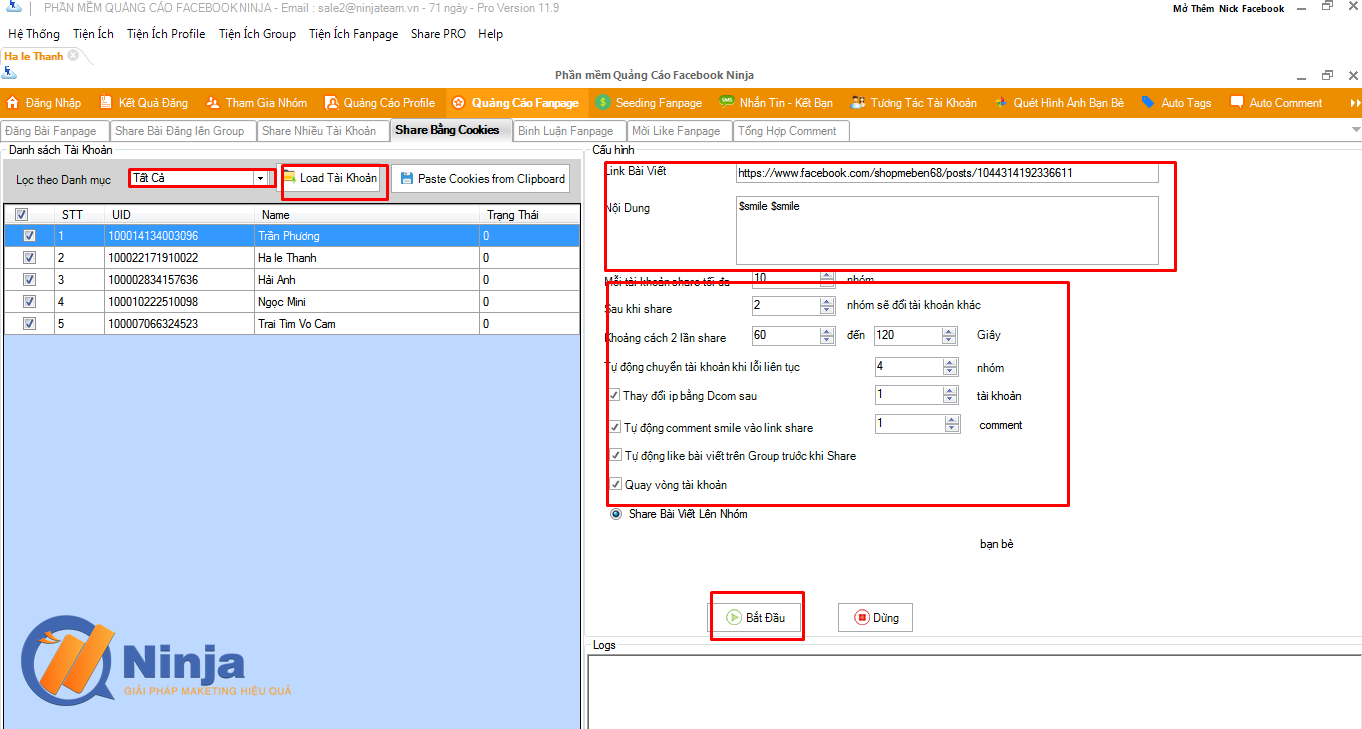 PHẦN MỀM QUẢNG CÁO FACEBOOK NINJA - Email : sale2@ninjateam.vn - 71 ngày - Pro Version 11.9
Mở Thêm Nick Facebook
Hệ Thống Tiện Ích Tiện Ích Profile Tiện Ích Group Tiện Ích Fanpage Share PRO Help
Ha le Thanh
Phần mềm Quảng Cáo Facebook Ninja
Đăng Nhập Kết Quả Đăng Tham Gia Nhóm Quảng Cáo Profile Quảng Cáo Fanpage Seeding Fanpage Nhắn Tin - Kết Bạn Tương Tác Tài Khoản Quét Hình Ảnh Bạn Bè Auto Tags Auto Comment
Đăng Bài Fanpage Share Bài Đăng lên Group Share Nhiều Tài Khoản Share Bằng Cookies Bình Luận Fanpage Mời Like Fanpage Tổng Hợp Comment
Danh sách Tài Khoản
Lọc theo Danh mục Tất Cả Load Tài Khoản Paste Cookies from Clipboard
STT UID Name Trạng Thái
1 100014134003096 Trần Phương 0
2 100022171910022 Ha le Thanh 0
3 100002834157636 Hải Anh 0
4 100010222510098 Ngọc Mini 0
5 100007066324523 Trai Tim Vo Cam 0
Ninja
GIẢI PHÁP MAKETING HIỆU QUẢ
Cấu hình
Link Bài Viết https://www.facebook.com/shopmeben68/posts/1044314192336611
Nội Dung $smile $smile
Mỗi tài khoản share tối đa 10 nhóm
Sau khi share 2 nhóm sẽ đổi tài khoản khác
Khoảng cách 2 lần share 60 đến 120 Giây
Tự động chuyển tài khoản khi lỗi liên tục 4 nhóm
Thay đổi ip bằng Dcom sau 1 tài khoản
Tự động comment smile vào link share 1 comment
Tự động like bài viết trên Group trước khi Share
Quay vòng tài khoản
Share Bài Viết Lên Nhóm
bạn bè
Bắt Đầu Dừng
Logs